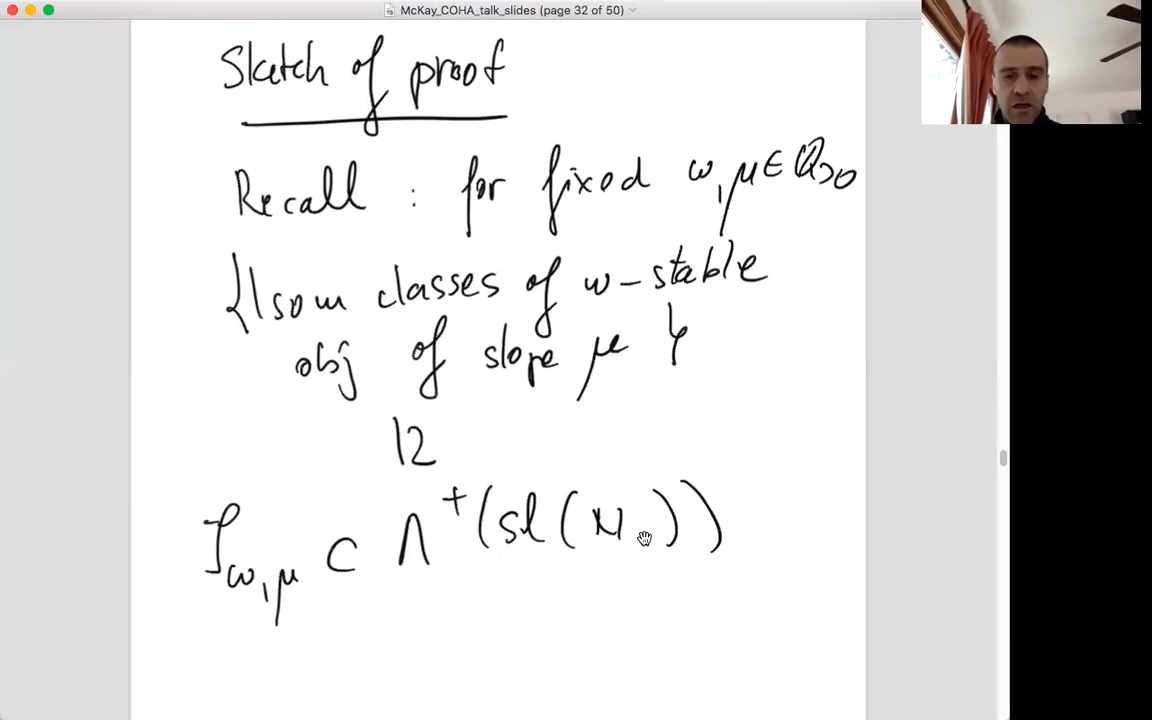 McKay_COHA_talk_slides (page 32 of 50)
Sketch of proof
Recall : for fixed ω, μ ∈ ℚ>0
{Isom classes of ω-stable
obj of slope μ}
12
ω,μ ⊂ Λ⁺(sl(N))